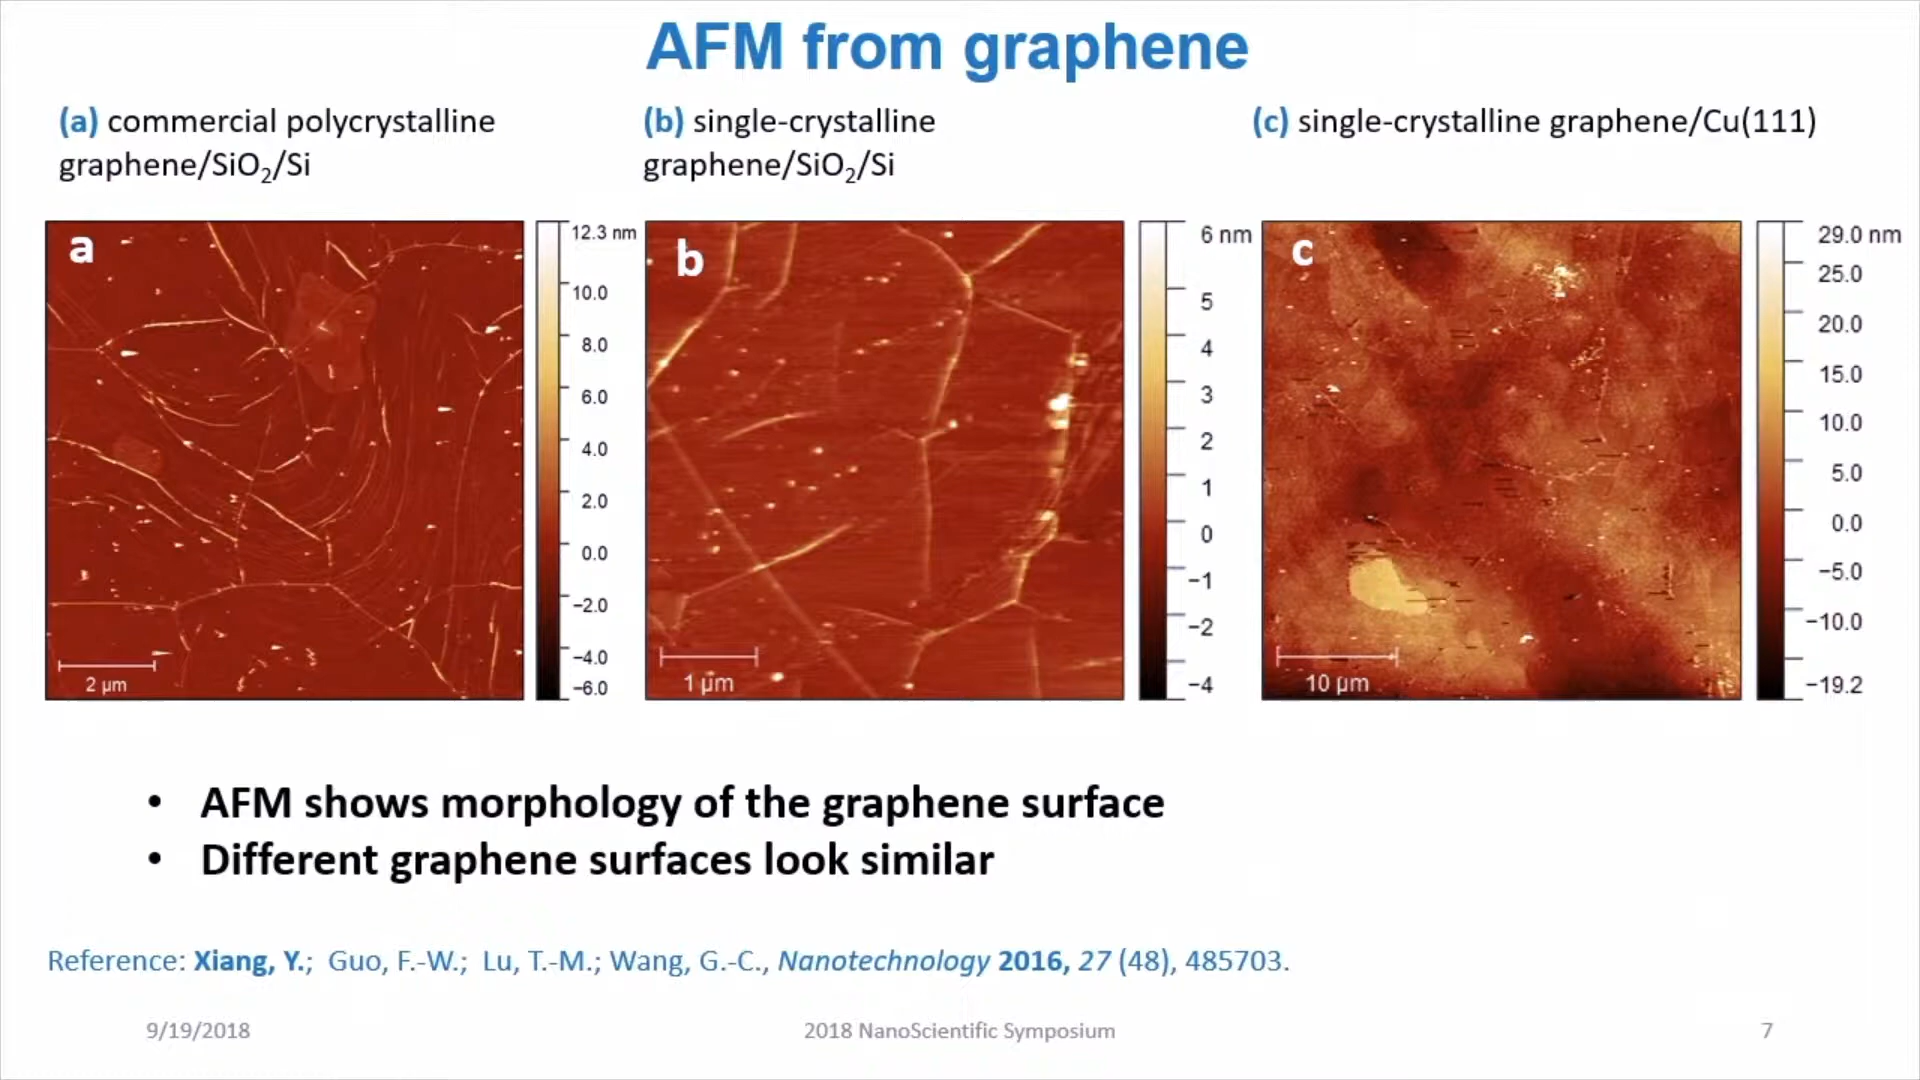 AFM from graphene
(a) commercial polycrystalline
graphene/SiO₂/Si
(b) single-crystalline
graphene/SiO₂/Si
(c) single-crystalline graphene/Cu(111)
a
12.3 nm
10.0
8.0
6.0
4.0
2.0
0.0
−2.0
−4.0
−6.0
2 µm
b
6 nm
5
4
3
2
1
0
−1
−2
−4
1 µm
c
29.0 nm
25.0
20.0
15.0
10.0
5.0
0.0
−5.0
−10.0
−19.2
10 µm
• AFM shows morphology of the graphene surface
• Different graphene surfaces look similar
Reference: Xiang, Y.; Guo, F.-W.; Lu, T.-M.; Wang, G.-C., Nanotechnology 2016, 27 (48), 485703.
9/19/2018
2018 NanoScientific Symposium
7